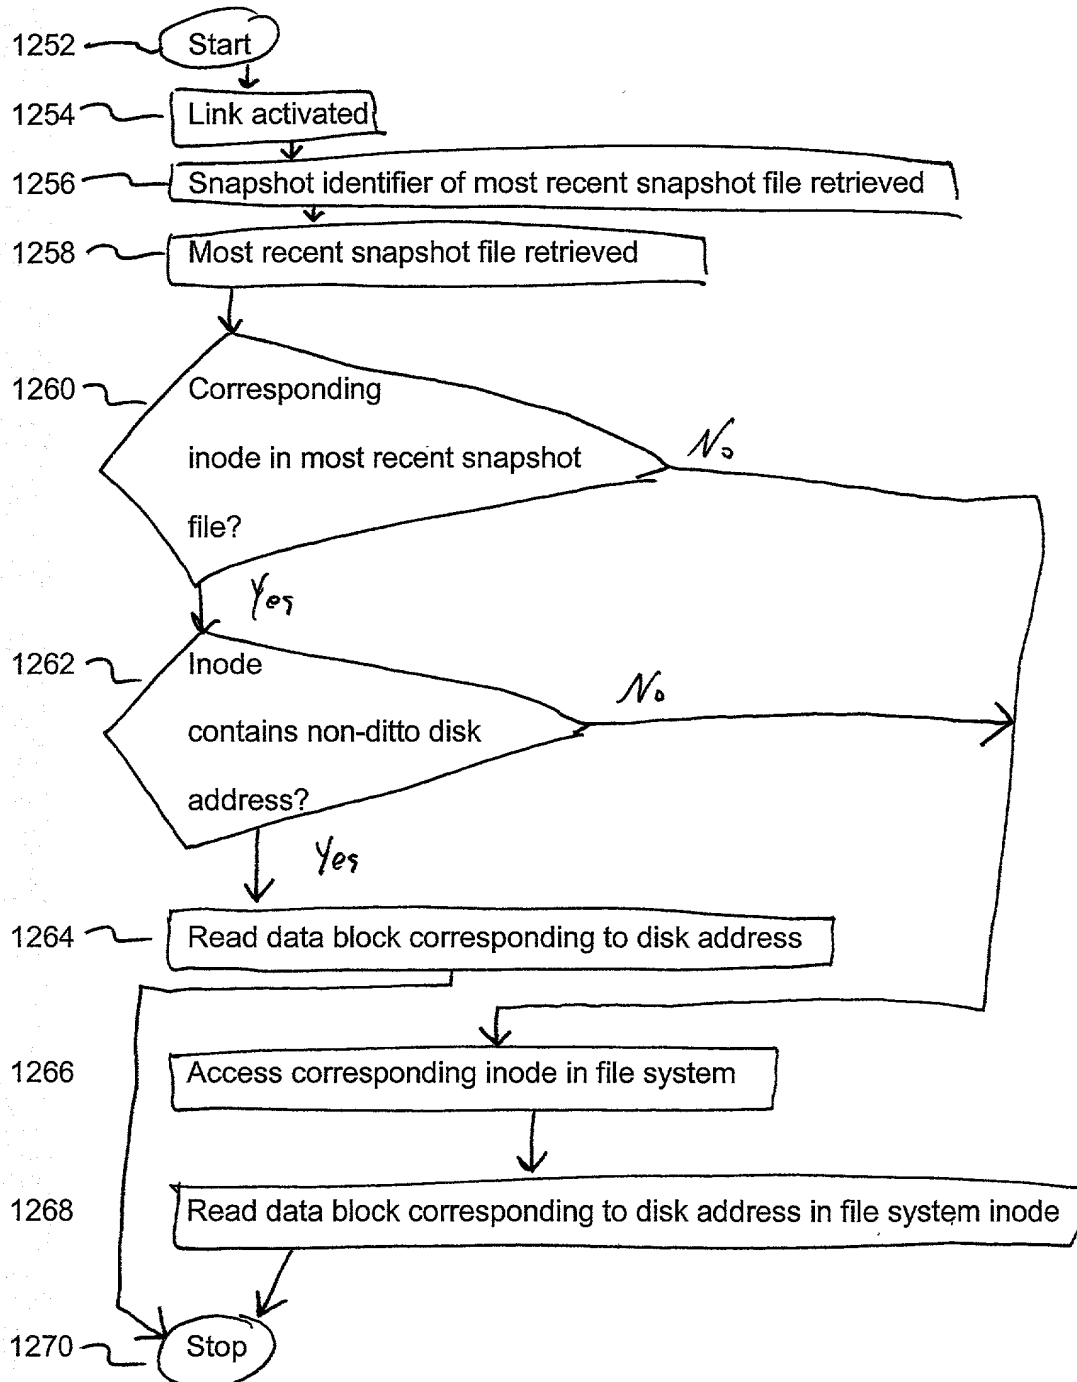 1252 Start
1254 Link activated
1256 Snapshot identifier of most recent snapshot file retrieved
1258 Most recent snapshot file retrieved
1260 Corresponding
No
inode in most recent snapshot
file?
Yes
1262 Inode
No
contains non-ditto disk
address?
Yes
1264 Read data block corresponding to disk address
1266 Access corresponding inode in file system
1268 Read data block corresponding to disk address in file system inode
1270 Stop